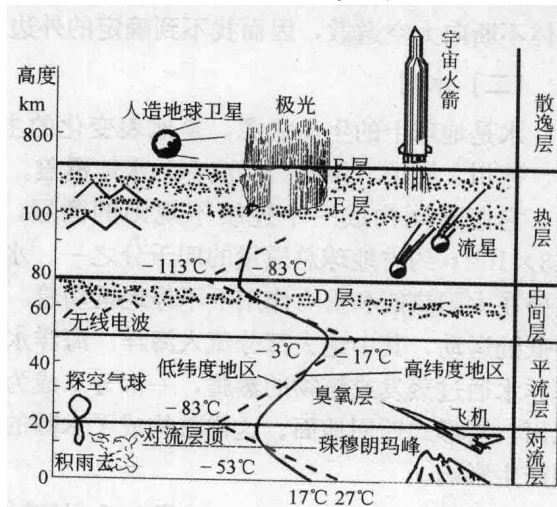 高度
km
800
100
80
60
40
20
0
人造地球卫星
极光
宇宙火箭
散逸层
F层
E层
热层
流星
-113℃
-83℃
D层
中间层
无线电波
-3℃
17℃
低纬度地区
高纬度地区
平流层
探空气球
-83℃
臭氧层
飞机
对流层顶
珠穆朗玛峰
对流层
积雨云
-53℃
17℃ 27℃